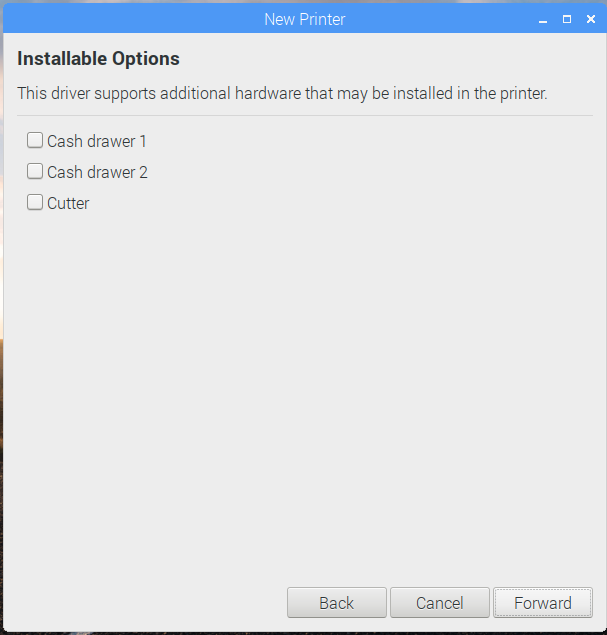 New Printer
Installable Options
This driver supports additional hardware that may be installed in the printer.
Cash drawer 1
Cash drawer 2
Cutter
Back Cancel Forward